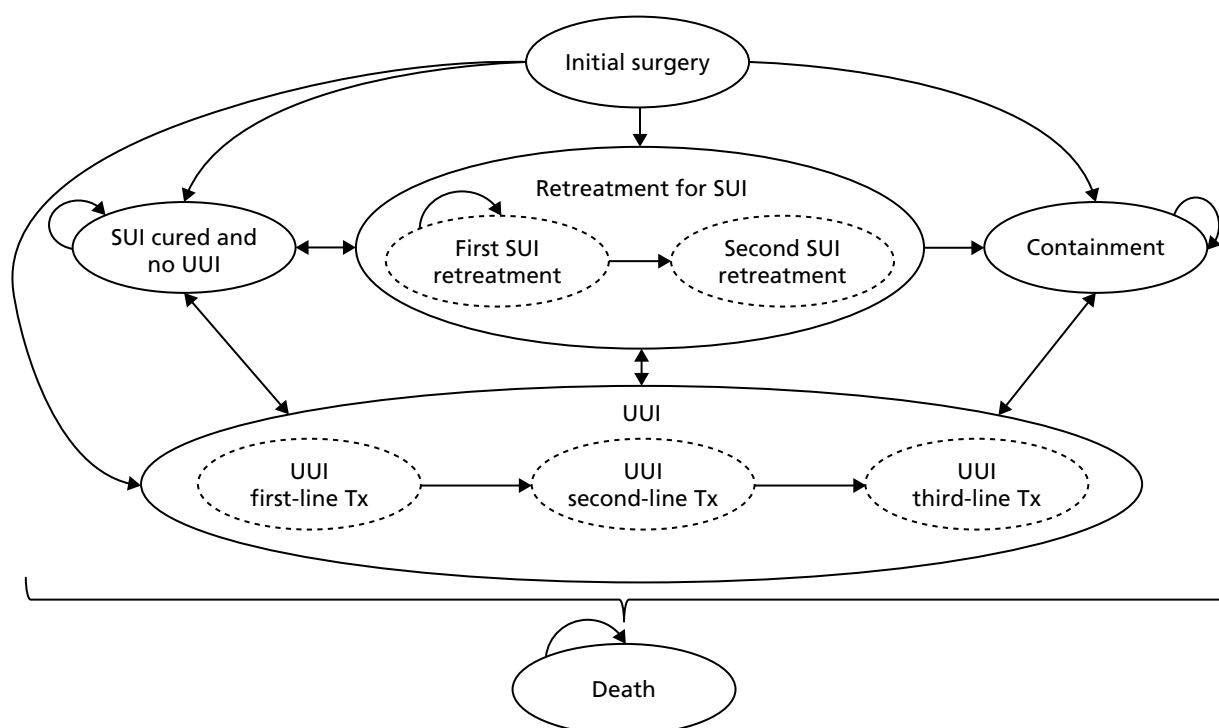 Initial surgery
Retreatment for SUI
SUI cured and
no UUI
First SUI
retreatment
Second SUI
retreatment
Containment
UUI
UUI
first-line Tx
UUI
second-line Tx
UUI
third-line Tx
Death